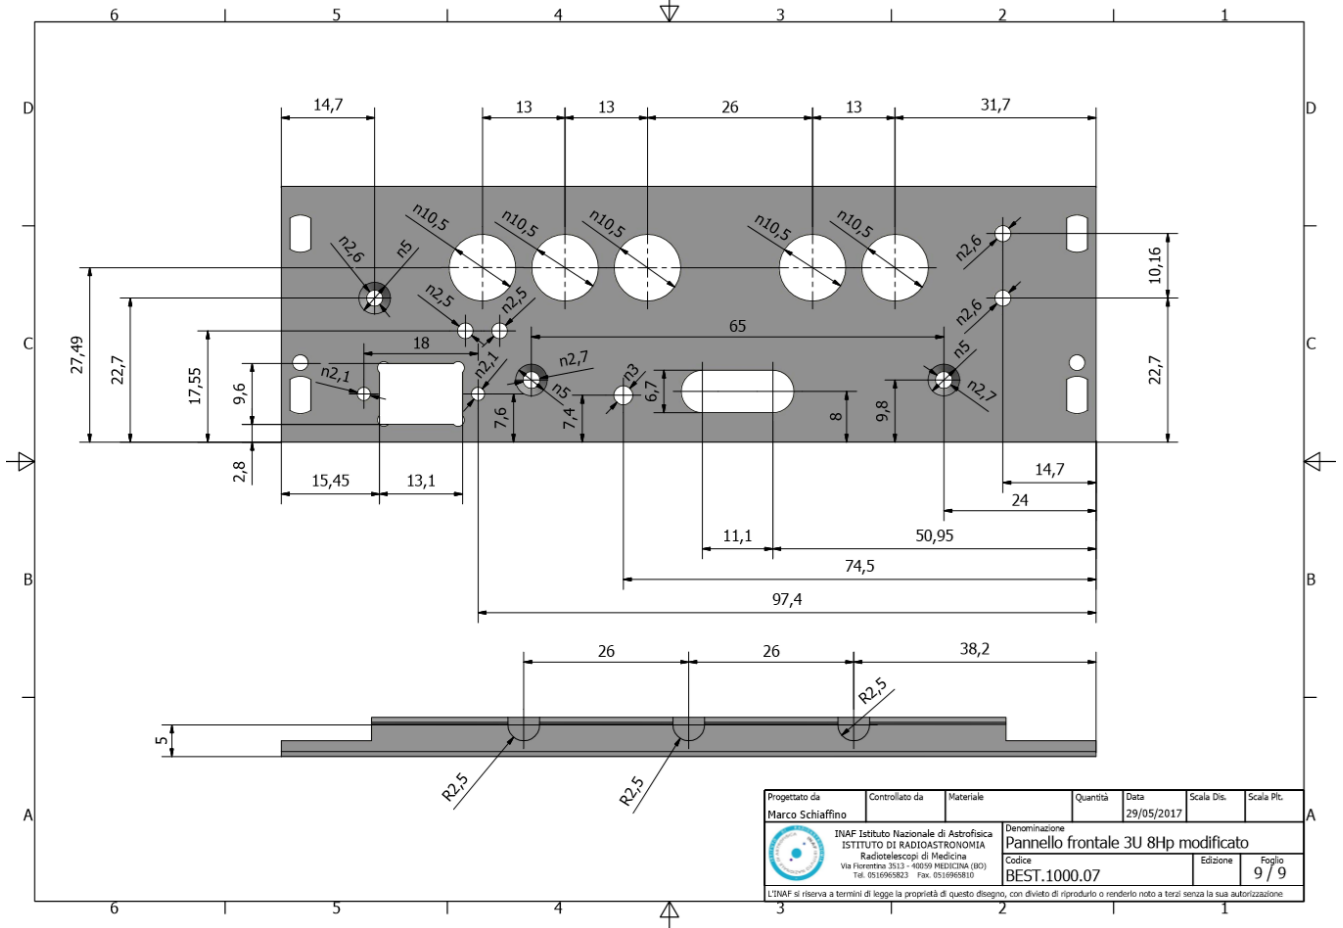 6 5 4 3 2 1
D D
14,7 13 13 26 13 31,7
n10,5 n10,5 n10,5 n10,5 n10,5
n2,6 n5 n2,6 10,16
n2,5 n2,5 n2,6
C C
27,49 22,7 17,55 18 65 22,7
9,6 n2,1 n2,1 n2,7 n5 n3 6,7 n5 n2,7
7,6 7,4 8 9,8
2,8
15,45 13,1 14,7
24
11,1 50,95
B B
74,5
97,4
26 26 38,2
R2,5
5
R2,5 R2,5
A A
Progettato da Controllato da Materiale Quantità Data Scala Dis. Scala Plt.
Marco Schiaffino 29/05/2017
INAF Istituto Nazionale di Astrofisica
ISTITUTO DI RADIOASTRONOMIA
Radiotelescopi di Medicina
Via Fiorentina 3513 - 40059 MEDICINA (BO)
Tel. 0516965823 Fax. 0516965810
Denominazione
Pannello frontale 3U 8Hp modificato
Codice Edizione Foglio
BEST.1000.07 9 / 9
L'INAF si riserva a termini di legge la proprietà di questo disegno, con divieto di riprodurlo o renderlo noto a terzi senza la sua autorizzazione
6 5 4 3 2 1